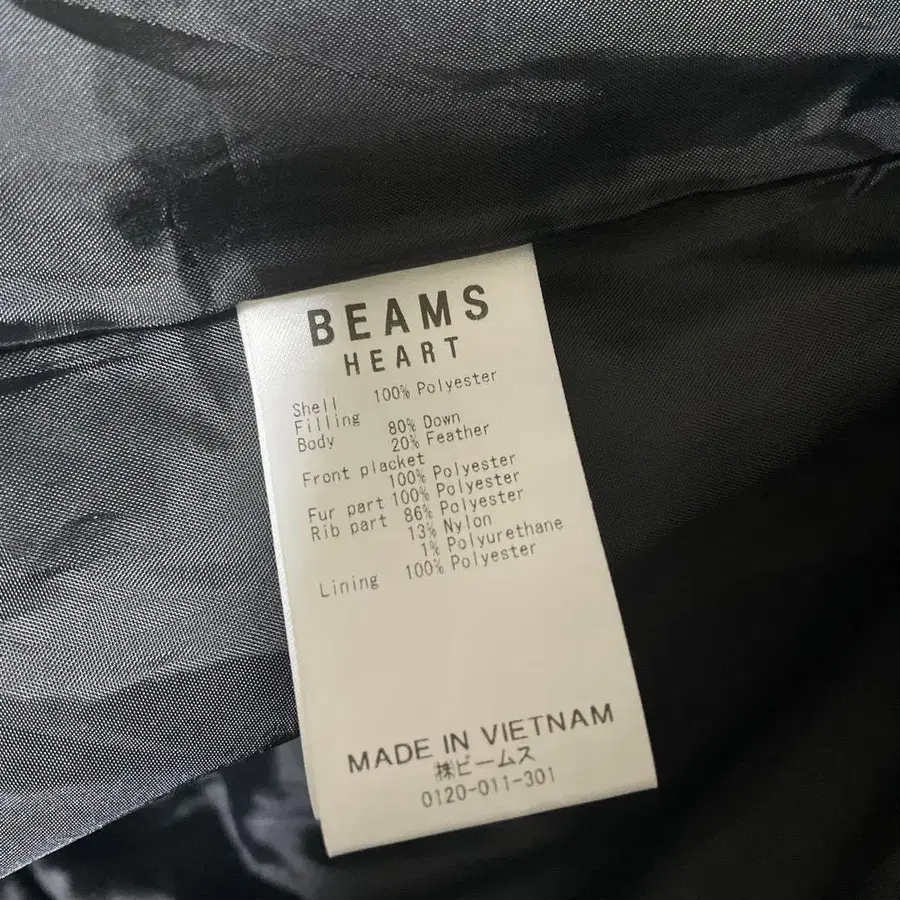 BEAMS
HEART
Shell 100% Polyester
Filling
Body 80% Down
20% Feather
Front placket
100% Polyester
Fur part 100% Polyester
Rib part 86% Polyester
13% Nylon
1% Polyurethane
Lining 100% Polyester
MADE IN VIETNAM
㈱ビームス
0120-011-301